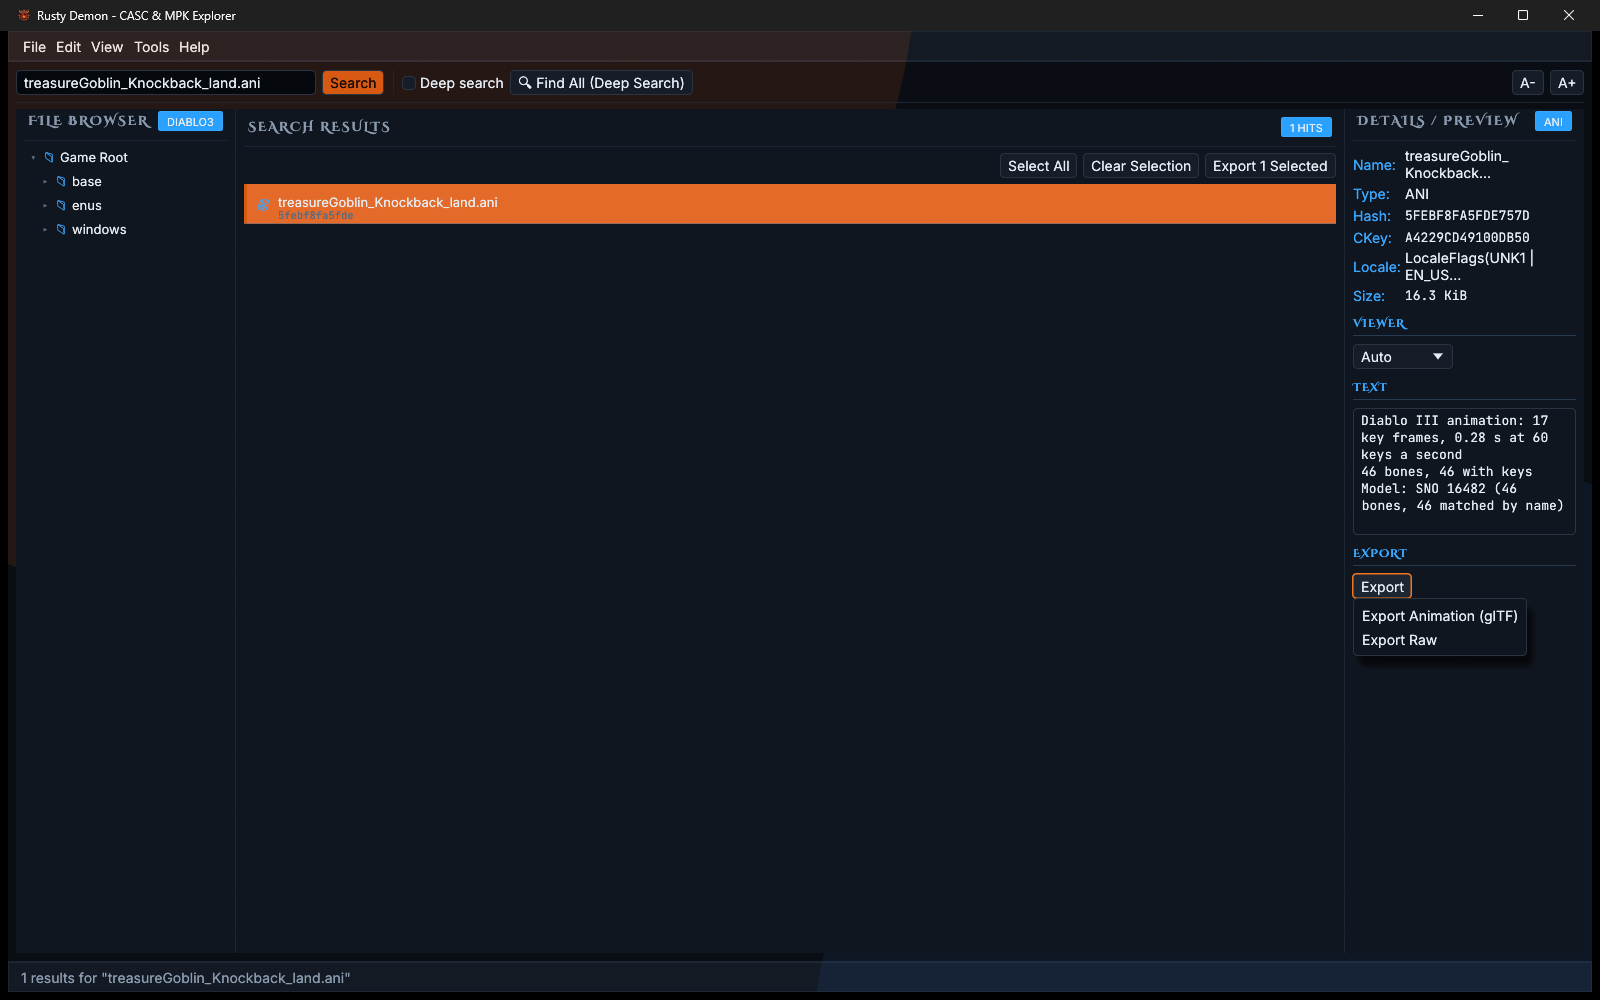 Rusty Demon - CASC & MPK Explorer
File Edit View Tools Help
treasureGoblin_Knockback_land.ani Search Deep search Find All (Deep Search) A- A+
FILE BROWSER DIABLO3
Game Root
base
enus
windows
SEARCH RESULTS 1 HITS
Select All Clear Selection Export 1 Selected
treasureGoblin_Knockback_land.ani
5febf8fa5fde
DETAILS / PREVIEW ANI
Name: treasureGoblin_
Knockback...
Type: ANI
Hash: 5FEBF8FA5FDE757D
CKey: A4229CD49100DB50
Locale: LocaleFlags(UNK1 |
EN_US...
Size: 16.3 KiB
VIEWER
Auto
TEXT
Diablo III animation: 17
key frames, 0.28 s at 60
keys a second
46 bones, 46 with keys
Model: SNO 16482 (46
bones, 46 matched by name)
EXPORT
Export
Export Animation (glTF)
Export Raw
1 results for "treasureGoblin_Knockback_land.ani"